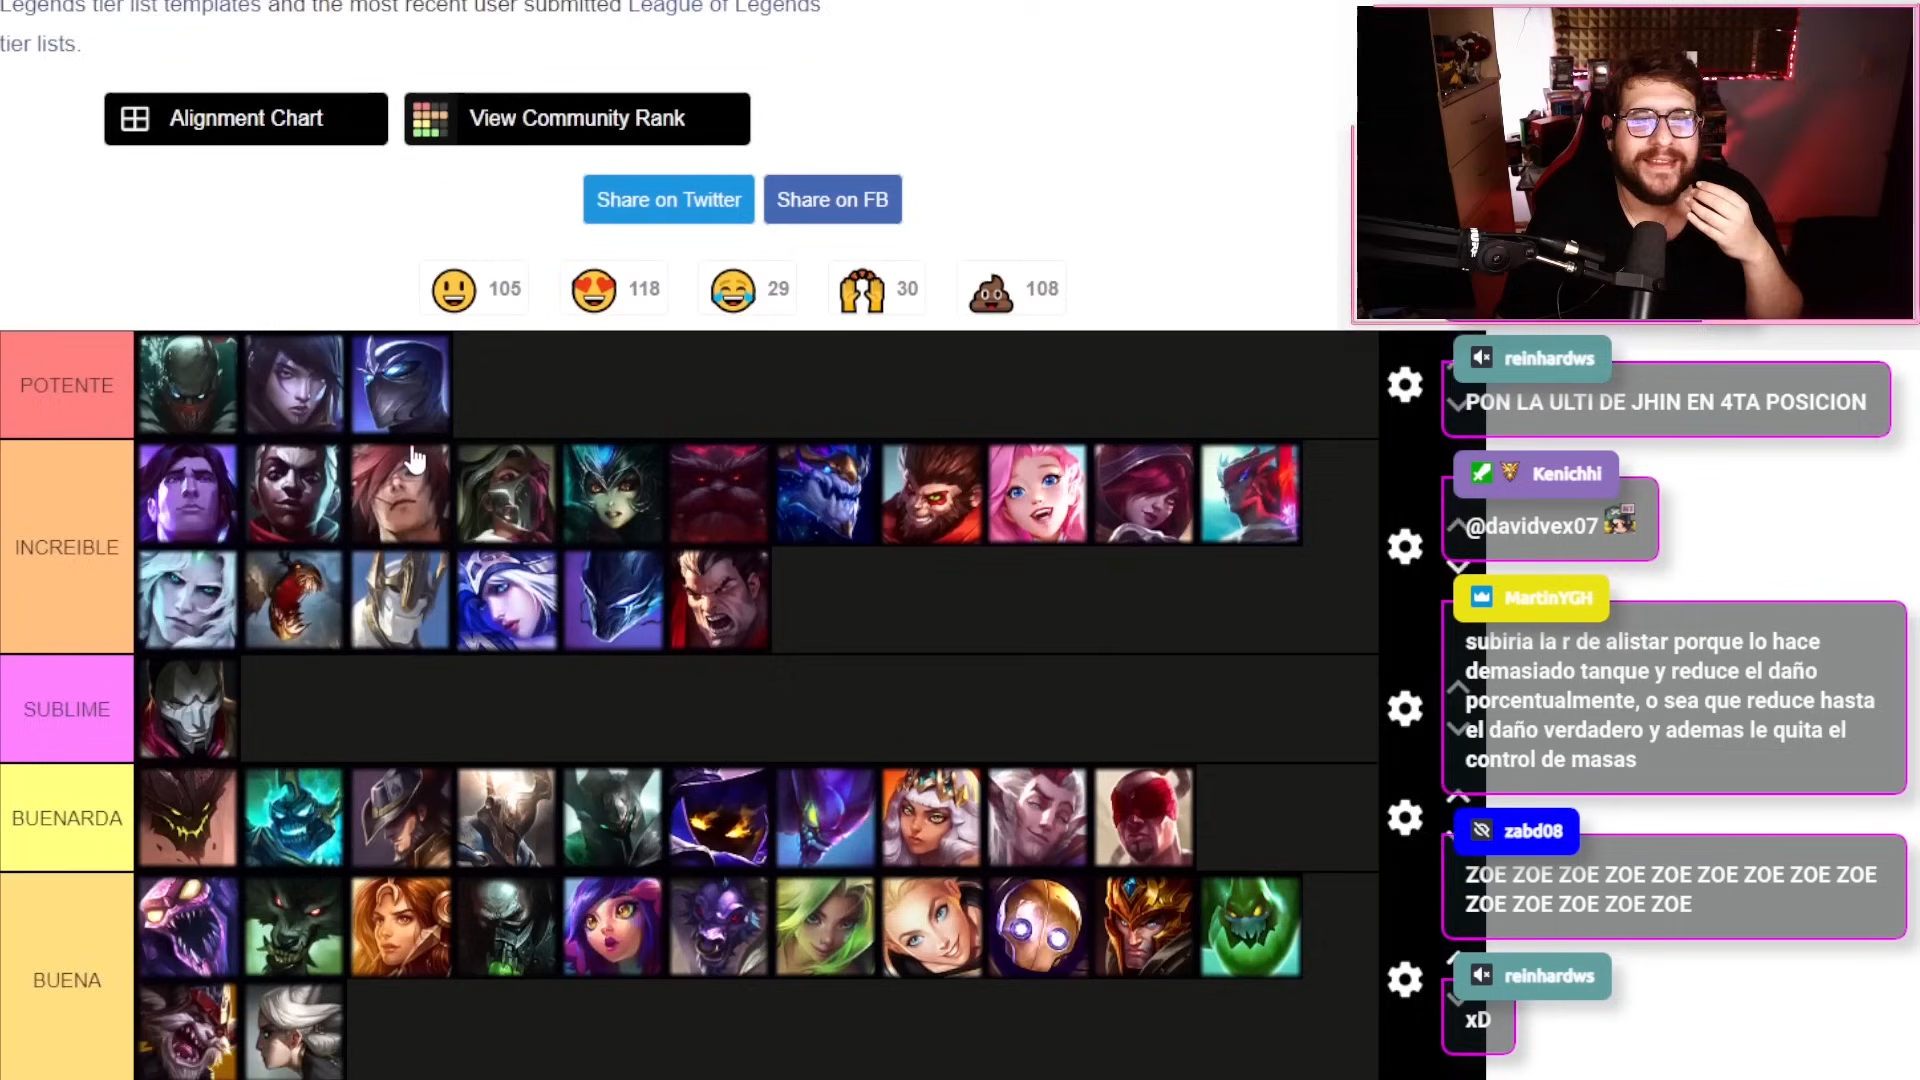 Legends tier list templates and the most recent user submitted League of Legends
tier lists.
Alignment Chart
View Community Rank
Share on Twitter
Share on FB
105
118
29
30
108
POTENTE
INCREIBLE
SUBLIME
BUENARDA
BUENA
reinhardws
PON LA ULTI DE JHIN EN 4TA POSICION
Kenichhi
@davidvex07
MartinYGH
subiria la r de alistar porque lo hace
demasiado tanque y reduce el daño
porcentualmente, o sea que reduce hasta
el daño verdadero y ademas le quita el
control de masas
zabd08
ZOE ZOE ZOE ZOE ZOE ZOE ZOE ZOE ZOE
ZOE ZOE ZOE ZOE ZOE
reinhardws
xD